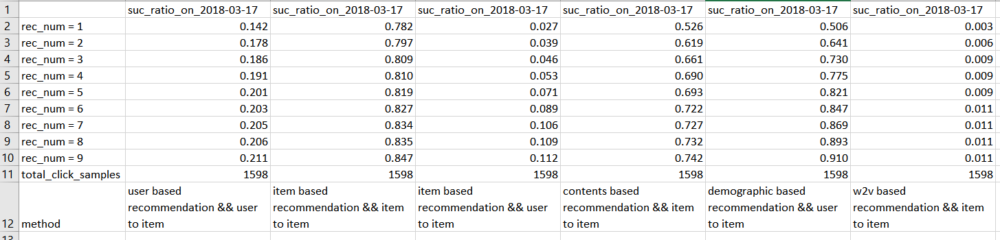 1 suc_ratio_on_2018-03-17 suc_ratio_on_2018-03-17 suc_ratio_on_2018-03-17 suc_ratio_on_2018-03-17 suc_ratio_on_2018-03-17 suc_ratio_on_2018-03-17
2 rec_num = 1 0.142 0.782 0.027 0.526 0.506 0.003
3 rec_num = 2 0.178 0.797 0.039 0.619 0.641 0.006
4 rec_num = 3 0.186 0.809 0.046 0.661 0.730 0.009
5 rec_num = 4 0.191 0.810 0.053 0.690 0.775 0.009
6 rec_num = 5 0.201 0.819 0.071 0.693 0.821 0.009
7 rec_num = 6 0.203 0.827 0.089 0.722 0.847 0.011
8 rec_num = 7 0.205 0.834 0.106 0.727 0.869 0.011
9 rec_num = 8 0.206 0.835 0.109 0.732 0.893 0.011
10 rec_num = 9 0.211 0.847 0.112 0.742 0.910 0.011
11 total_click_samples 1598 1598 1598 1598 1598 1598
user based item based item based contents based demographic based w2v based
recommendation && user recommendation && item recommendation && user recommendation && item recommendation && user recommendation && item
12 method to item to item to item to item to item to item
13